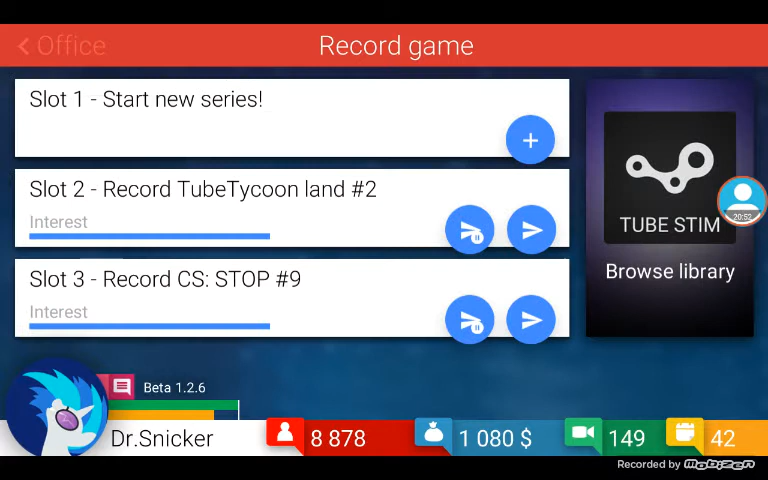 Office
Record game
Slot 1 - Start new series!
Slot 2 - Record TubeTycoon land #2
Interest
Slot 3 - Record CS: STOP #9
Interest
TUBE STIM
20:52
Browse library
Beta 1.2.6
Dr.Snicker
8 878
1 080 $
149
42
Recorded by MOBIZEN